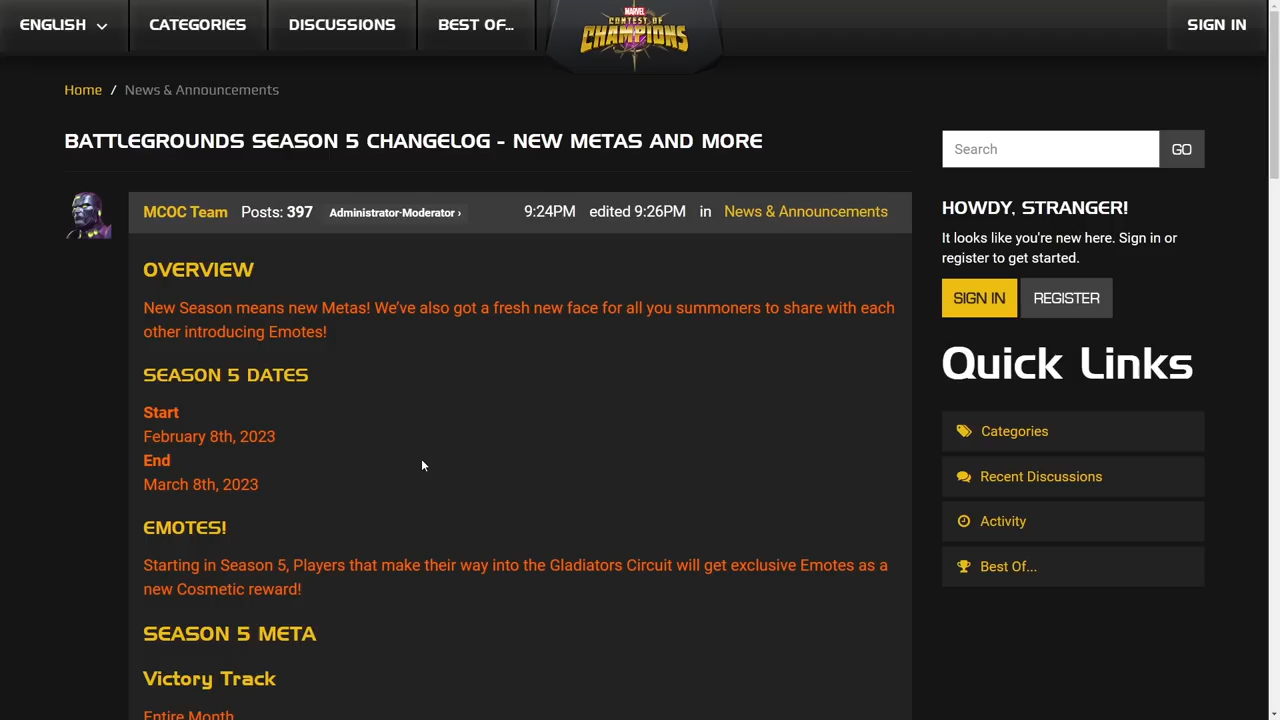 ENGLISH
CATEGORIES
DISCUSSIONS
BEST OF...
MARVEL
CONTEST OF
CHAMPIONS
SIGN IN
Home / News & Announcements
BATTLEGROUNDS SEASON 5 CHANGELOG - NEW METAS AND MORE
Search
GO
MCOC Team Posts: 397 Administrator-Moderator › 9:24PM edited 9:26PM in News & Announcements
HOWDY, STRANGER!
It looks like you're new here. Sign in or
register to get started.
SIGN IN
REGISTER
OVERVIEW
New Season means new Metas! We’ve also got a fresh new face for all you summoners to share with each
other introducing Emotes!
SEASON 5 DATES
Start
February 8th, 2023
End
March 8th, 2023
EMOTES!
Starting in Season 5, Players that make their way into the Gladiators Circuit will get exclusive Emotes as a
new Cosmetic reward!
SEASON 5 META
Victory Track
Entire Month
Quick Links
Categories
Recent Discussions
Activity
Best Of...